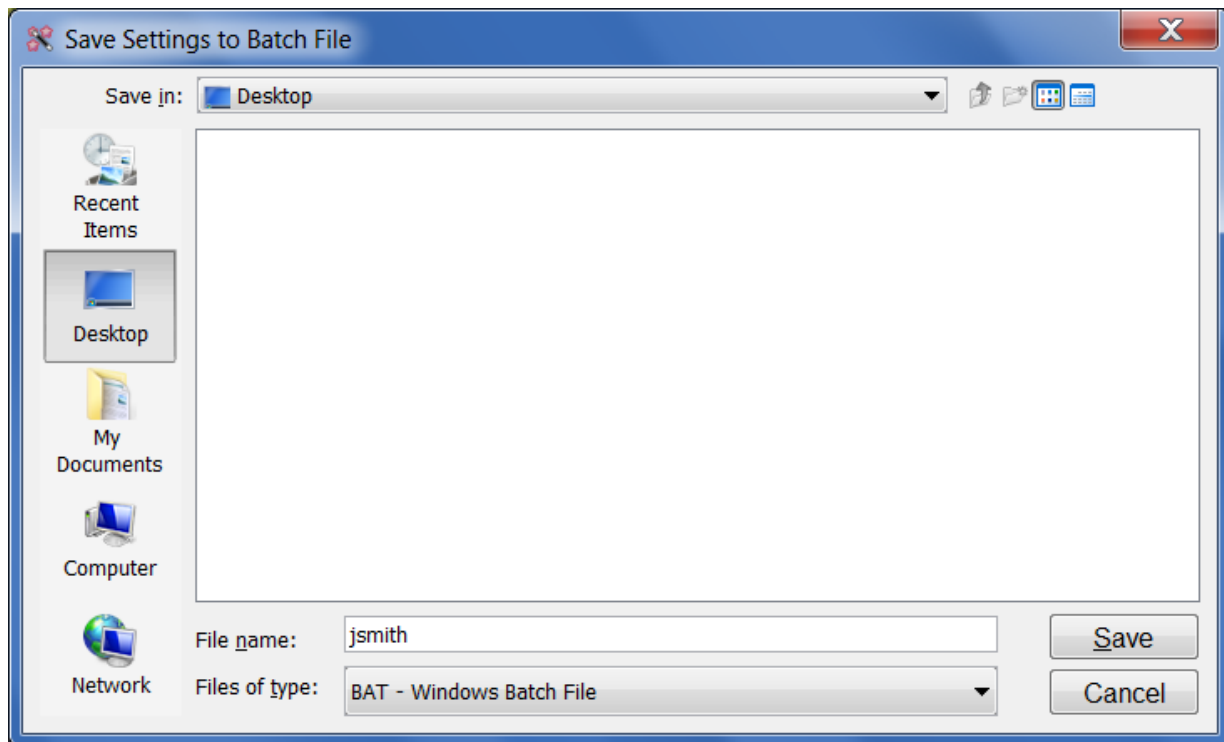 Save Settings to Batch File
X
Save in:
Desktop
Recent
Items
Desktop
My
Documents
Computer
Network
File name:
jsmith
Save
Files of type:
BAT - Windows Batch File
Cancel